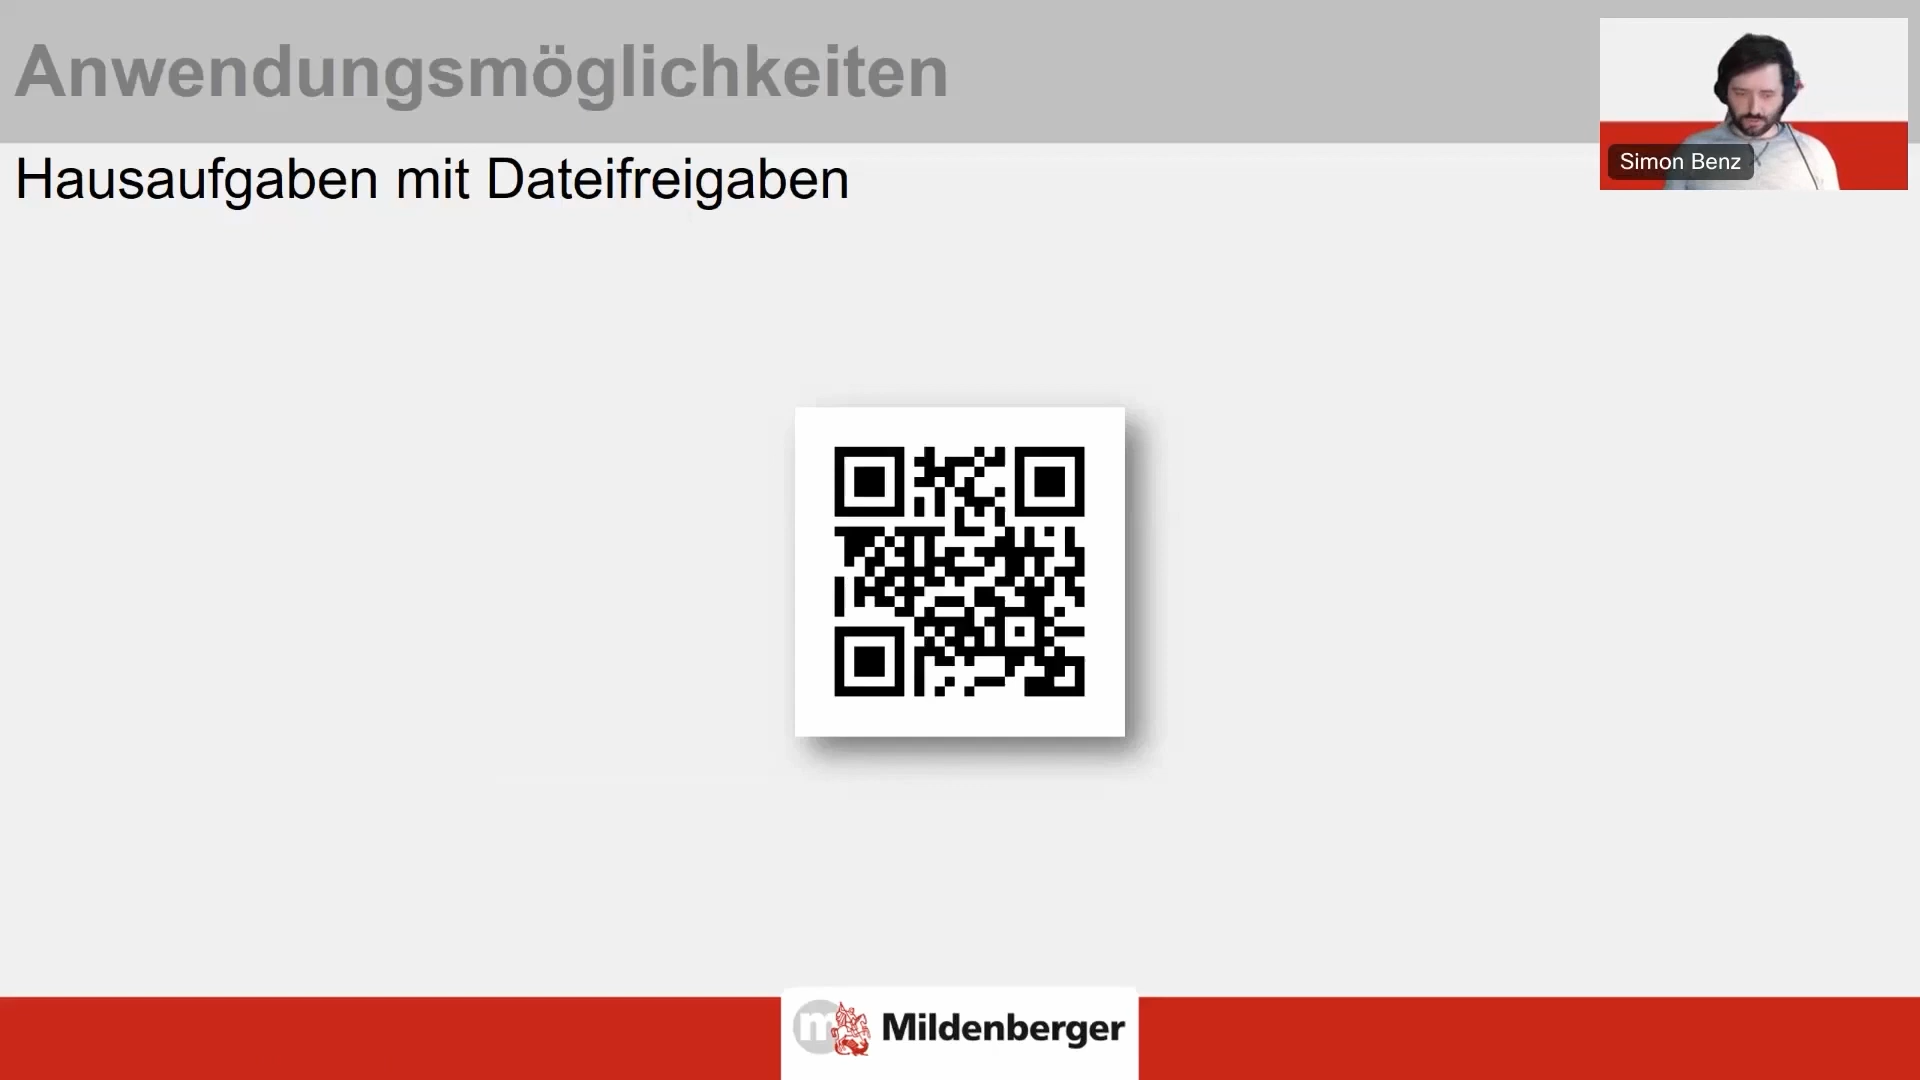 Anwendungsmöglichkeiten
Simon Benz
Hausaufgaben mit Dateifreigaben
m Mildenberger